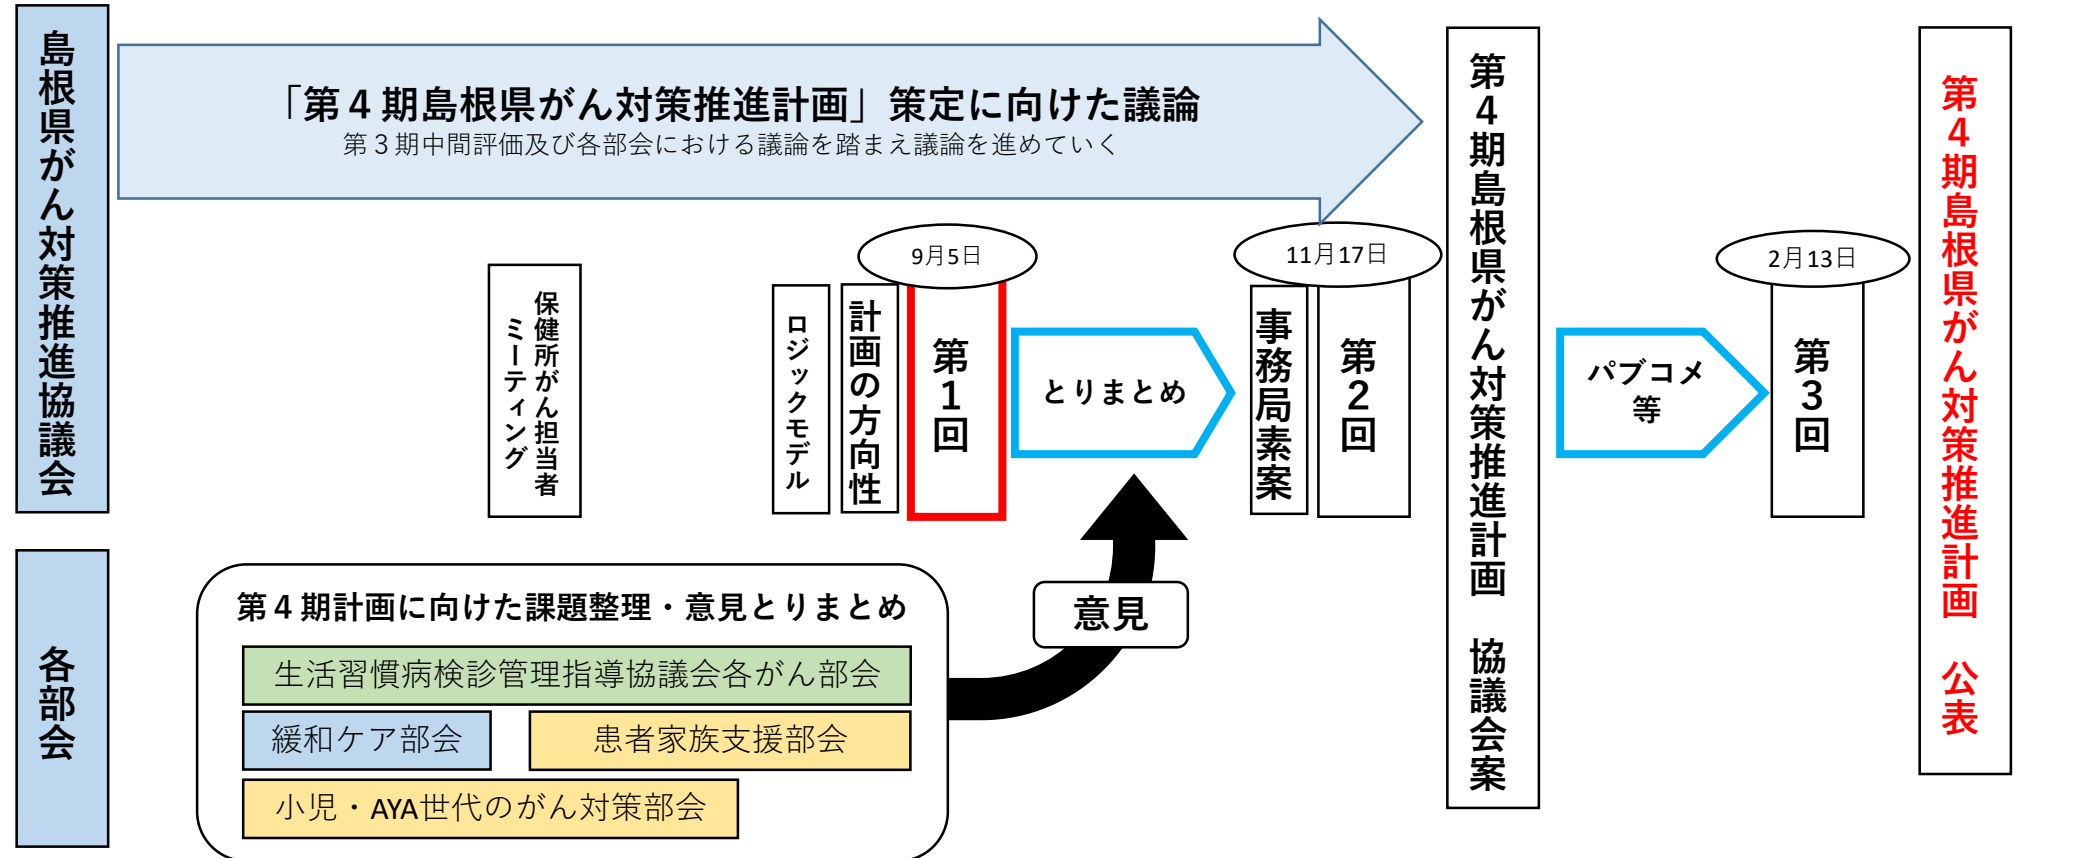 島根県がん対策推進協議会
「第４期島根県がん対策推進計画」策定に向けた議論
第３期中間評価及び各部会における議論を踏まえ議論を進めていく
保健所がん担当者
ミーティング
ロジックモデル
計画の方向性
9月5日
第１回
とりまとめ
事務局素案
11月17日
第２回
第４期島根県がん対策推進計画　協議会案
パブコメ
等
2月13日
第３回
第４期島根県がん対策推進計画　公表
各部会
第４期計画に向けた課題整理・意見とりまとめ
生活習慣病検診管理指導協議会各がん部会
緩和ケア部会
患者家族支援部会
小児・AYA世代のがん対策部会
意見